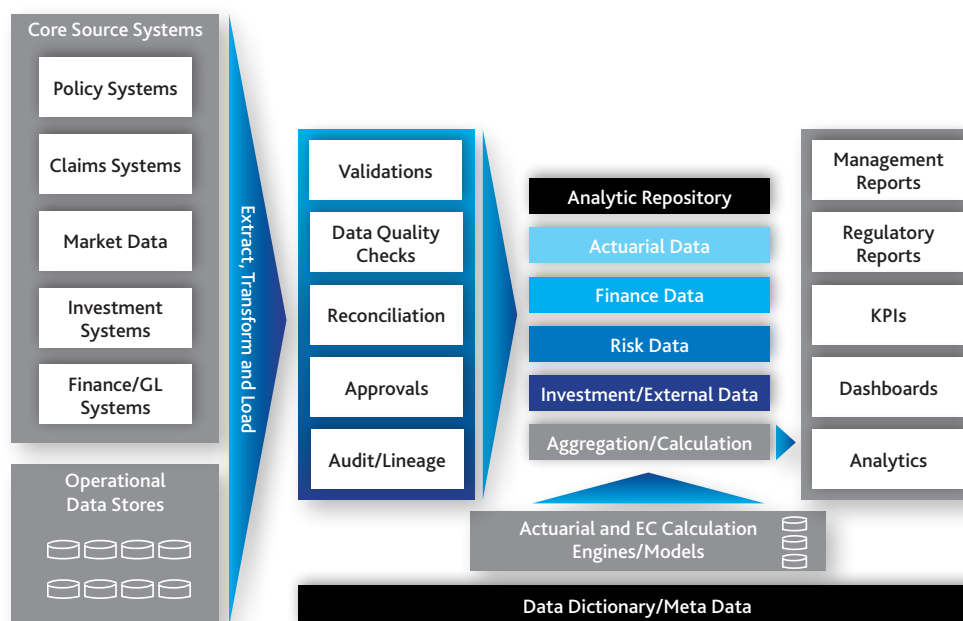 Core Source Systems
Policy Systems
Claims Systems
Market Data
Investment
Systems
Finance/GL
Systems
Operational
Data Stores
Extract, Transform and Load
Validations
Data Quality
Checks
Reconciliation
Approvals
Audit/Lineage
Analytic Repository
Actuarial Data
Finance Data
Risk Data
Investment/External Data
Aggregation/Calculation
Actuarial and EC Calculation
Engines/Models
Management
Reports
Regulatory
Reports
KPIs
Dashboards
Analytics
Data Dictionary/Meta Data